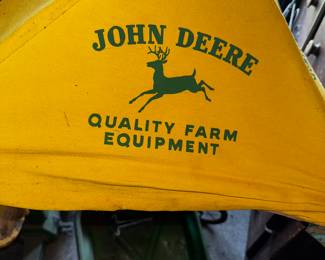 JOHN DEERE
QUALITY FARM
EQUIPMENT